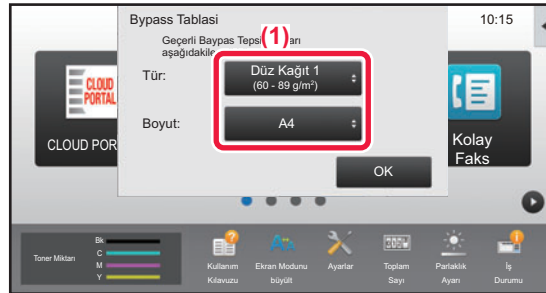 Bypass Tablasi
10:15
Geçerli Baypas Tepsi
arı
aşağıdakile
(1)
Tür:
Düz Kağıt 1
(60 - 89 g/m²)
Boyut:
A4
OK
CLOUD
PORTAL
CLOUD POR
Kolay
Faks
Toner Miktarı
Bk
C
M
Y
Kullanım
Kılavuzu
Ekran Modunu
büyült
Ayarlar
Toplam
Sayı
Parlaklık
Ayarı
İş
Durumu